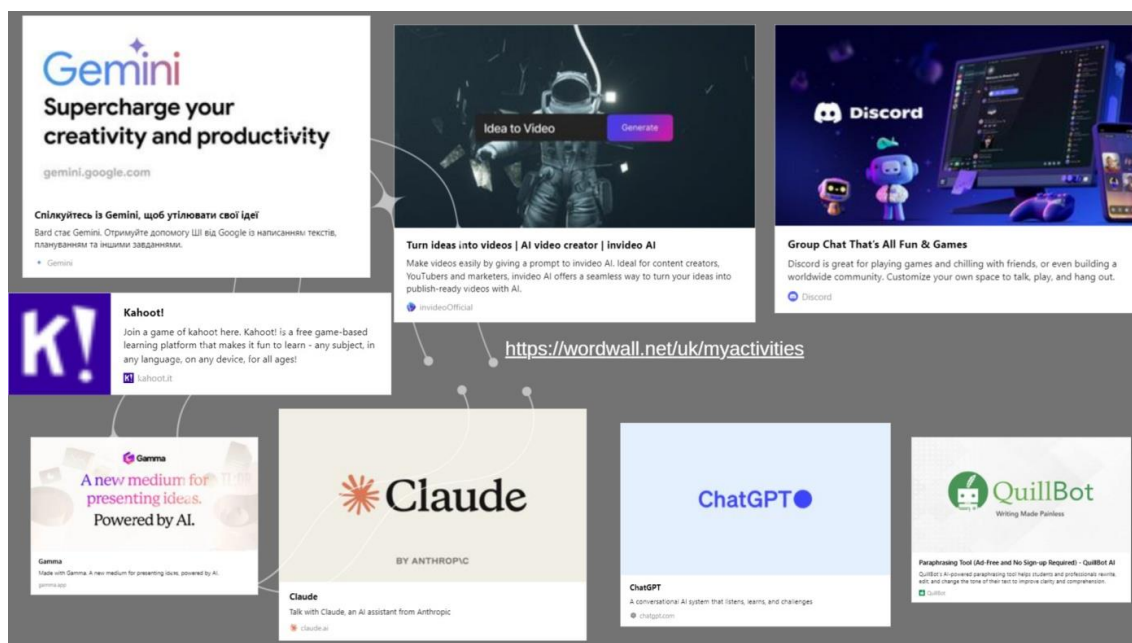 Gemini
Supercharge your
creativity and productivity
gemini.google.com
Спілкуйтесь із Gemini, щоб утілювати свої ідеї
Bard стає Gemini. Отримуйте допомогу ШІ від Google із написанням текстів,
плануванням та іншими завданнями.
Gemini
Idea to Video
Generate
Turn ideas into videos | AI video creator | invideo AI
Make videos easily by giving a prompt to invideo AI. Ideal for content creators,
YouTubers and marketers, invideo AI offers a seamless way to turn your ideas into
publish-ready videos with AI.
invideoOfficial
Discord
Group Chat That's All Fun & Games
Discord is great for playing games and chilling with friends, or even building a
worldwide community. Customize your own space to talk, play, and hang out.
Discord
K!
Kahoot!
Join a game of kahoot here. Kahoot! is a free game-based
learning platform that makes it fun to learn - any subject, in
any language, on any device, for all ages!
K!
kahoot.it
https://wordwall.net/uk/myactivities
Gamma
A new medium for
presenting ideas.
Powered by AI.
Gamma
Made with Gamma. A new medium for presenting ideas, powered by AI.
gamma.app
Claude
BY ANTHROP\C
Claude
Talk with Claude, an AI assistant from Anthropic
claude.ai
ChatGPT
ChatGPT
A conversational AI system that listens, learns, and challenges
chatgpt.com
QuillBot
Writing Made Painless
Paraphrasing Tool (Ad-Free and No Sign-up Required) - QuillBot AI
QuillBot's AI-powered paraphrasing tool helps students and professionals rewrite,
edit, and change the tone of their text to improve clarity and comprehension.
QuillBot